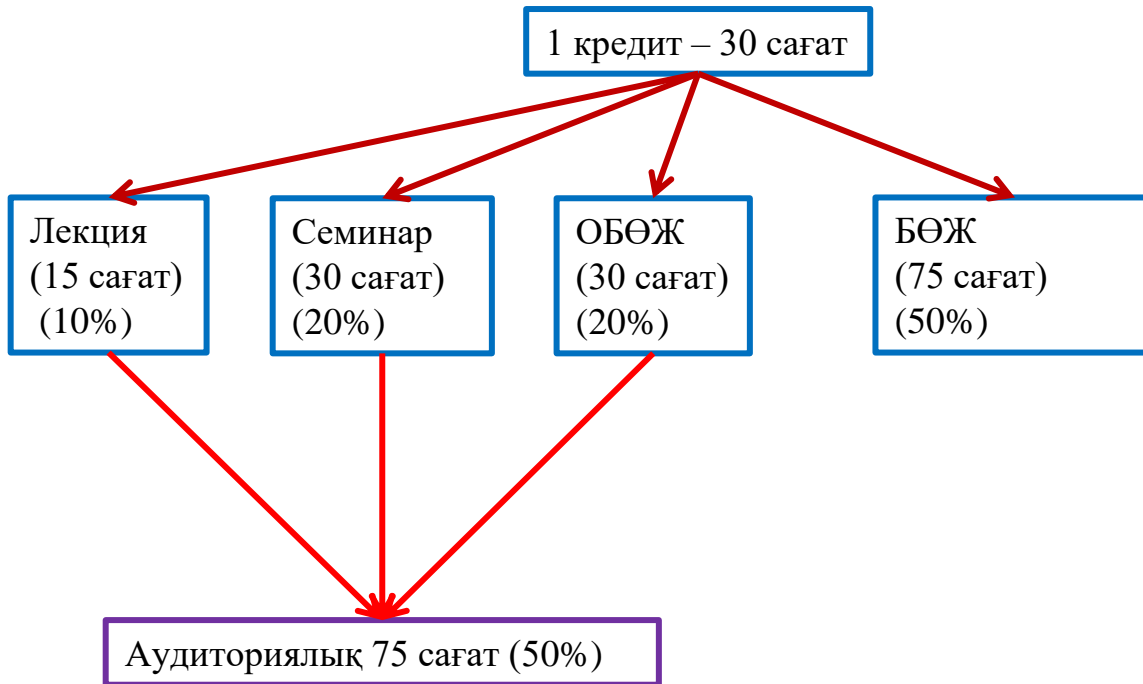 1 кредит – 30 сағат
Лекция
(15 сағат)
(10%)
Семинар
(30 сағат)
(20%)
ОБӨЖ
(30 сағат)
(20%)
БӨЖ
(75 сағат)
(50%)
Аудиториялық 75 сағат (50%)